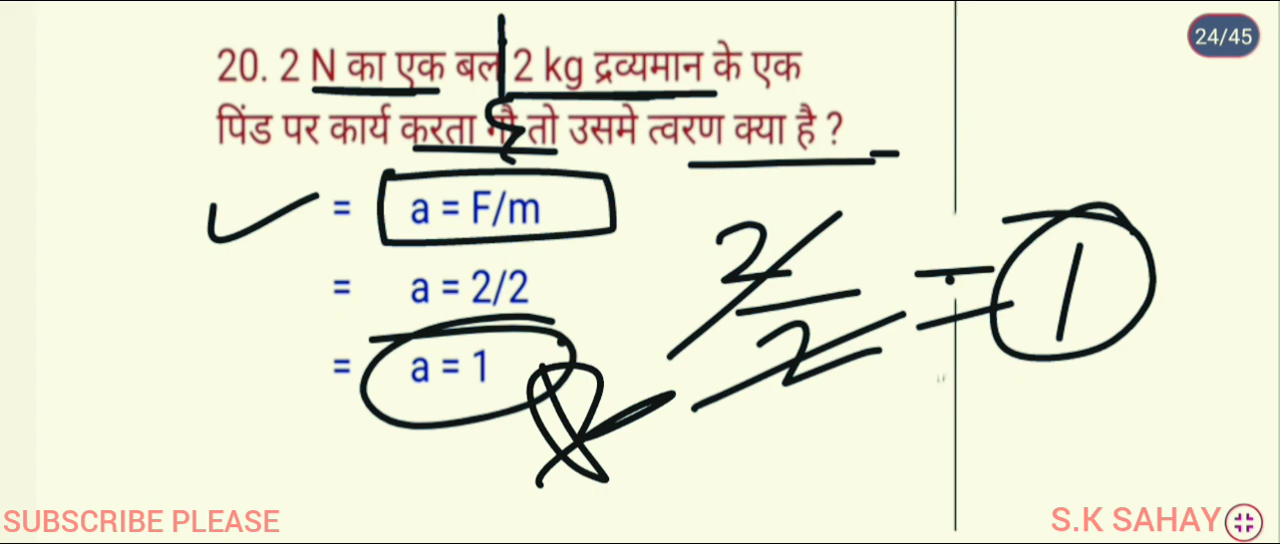 24/45
20. 2 N का एक बल 2 kg द्रव्यमान के एक
पिंड पर कार्य करता तो उसमे त्वरण क्या है ?
= a = F/m
= a = 2/2
= a = 1
2/2 = 1
SUBSCRIBE PLEASE
S.K SAHAY